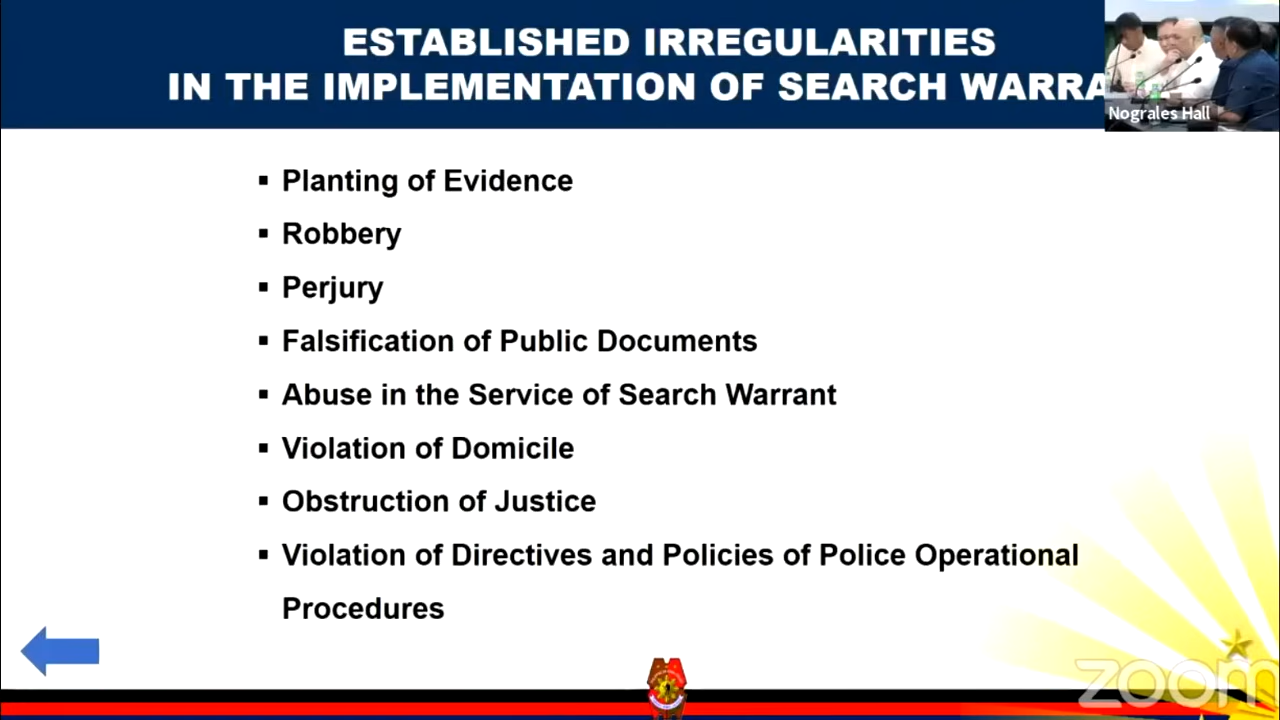 ESTABLISHED IRREGULARITIES
IN THE IMPLEMENTATION OF SEARCH WARRA
Nograles Hall
▪ Planting of Evidence
▪ Robbery
▪ Perjury
▪ Falsification of Public Documents
▪ Abuse in the Service of Search Warrant
▪ Violation of Domicile
▪ Obstruction of Justice
▪ Violation of Directives and Policies of Police Operational
Procedures
zoom